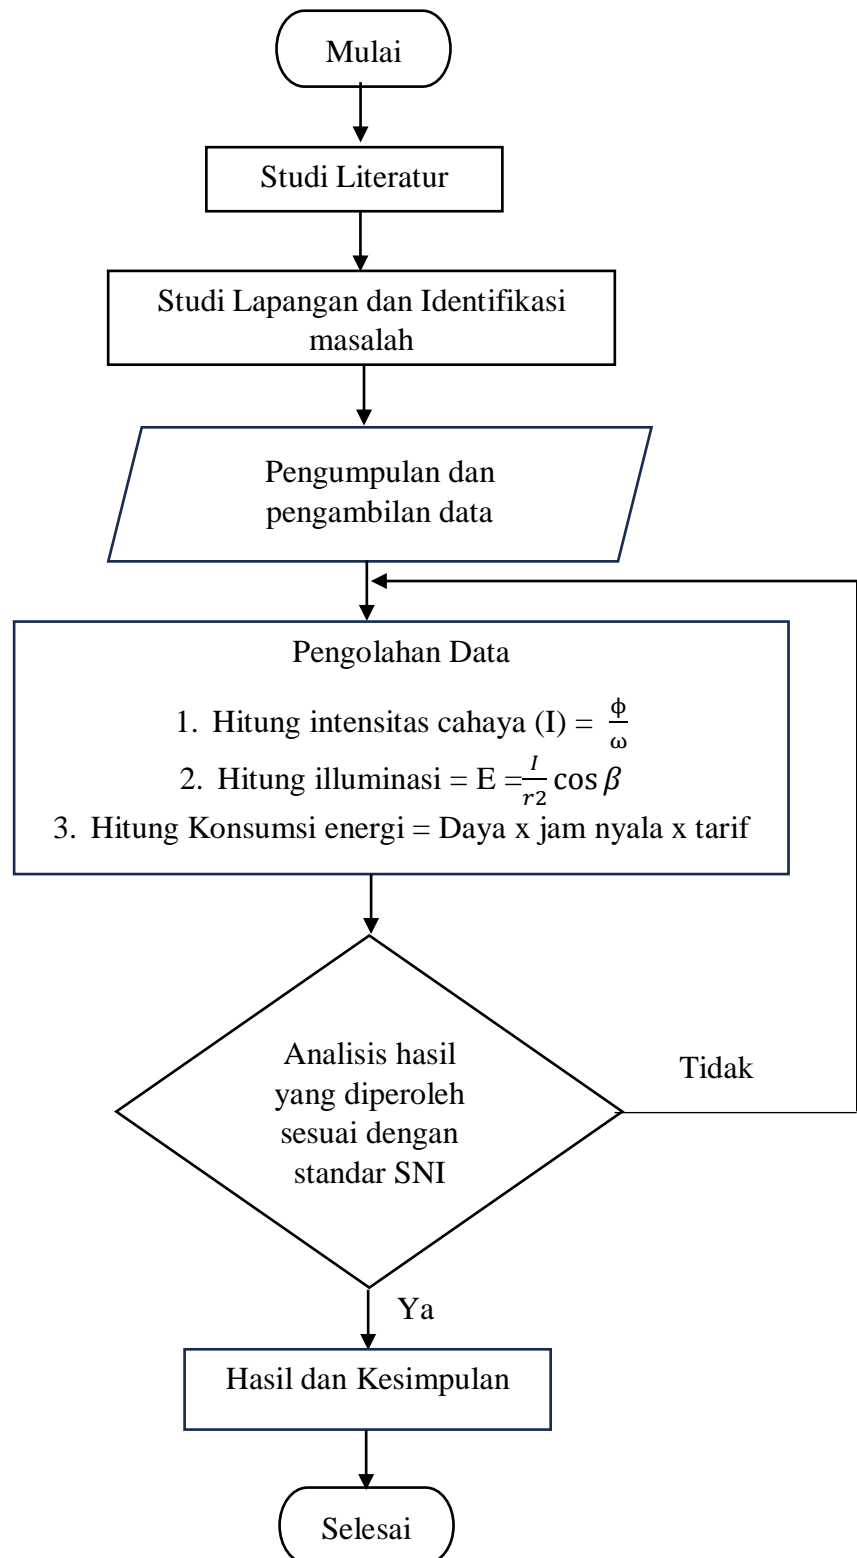 Mulai
Studi Literatur
Studi Lapangan dan Identifikasi
masalah
Pengumpulan dan
pengambilan data
Pengolahan Data
1. Hitung intensitas cahaya (I) = ϕ/ω
2. Hitung illuminasi = E =I/r2 cos β
3. Hitung Konsumsi energi = Daya x jam nyala x tarif
Analisis hasil
yang diperoleh
sesuai dengan
standar SNI
Tidak
Ya
Hasil dan Kesimpulan
Selesai